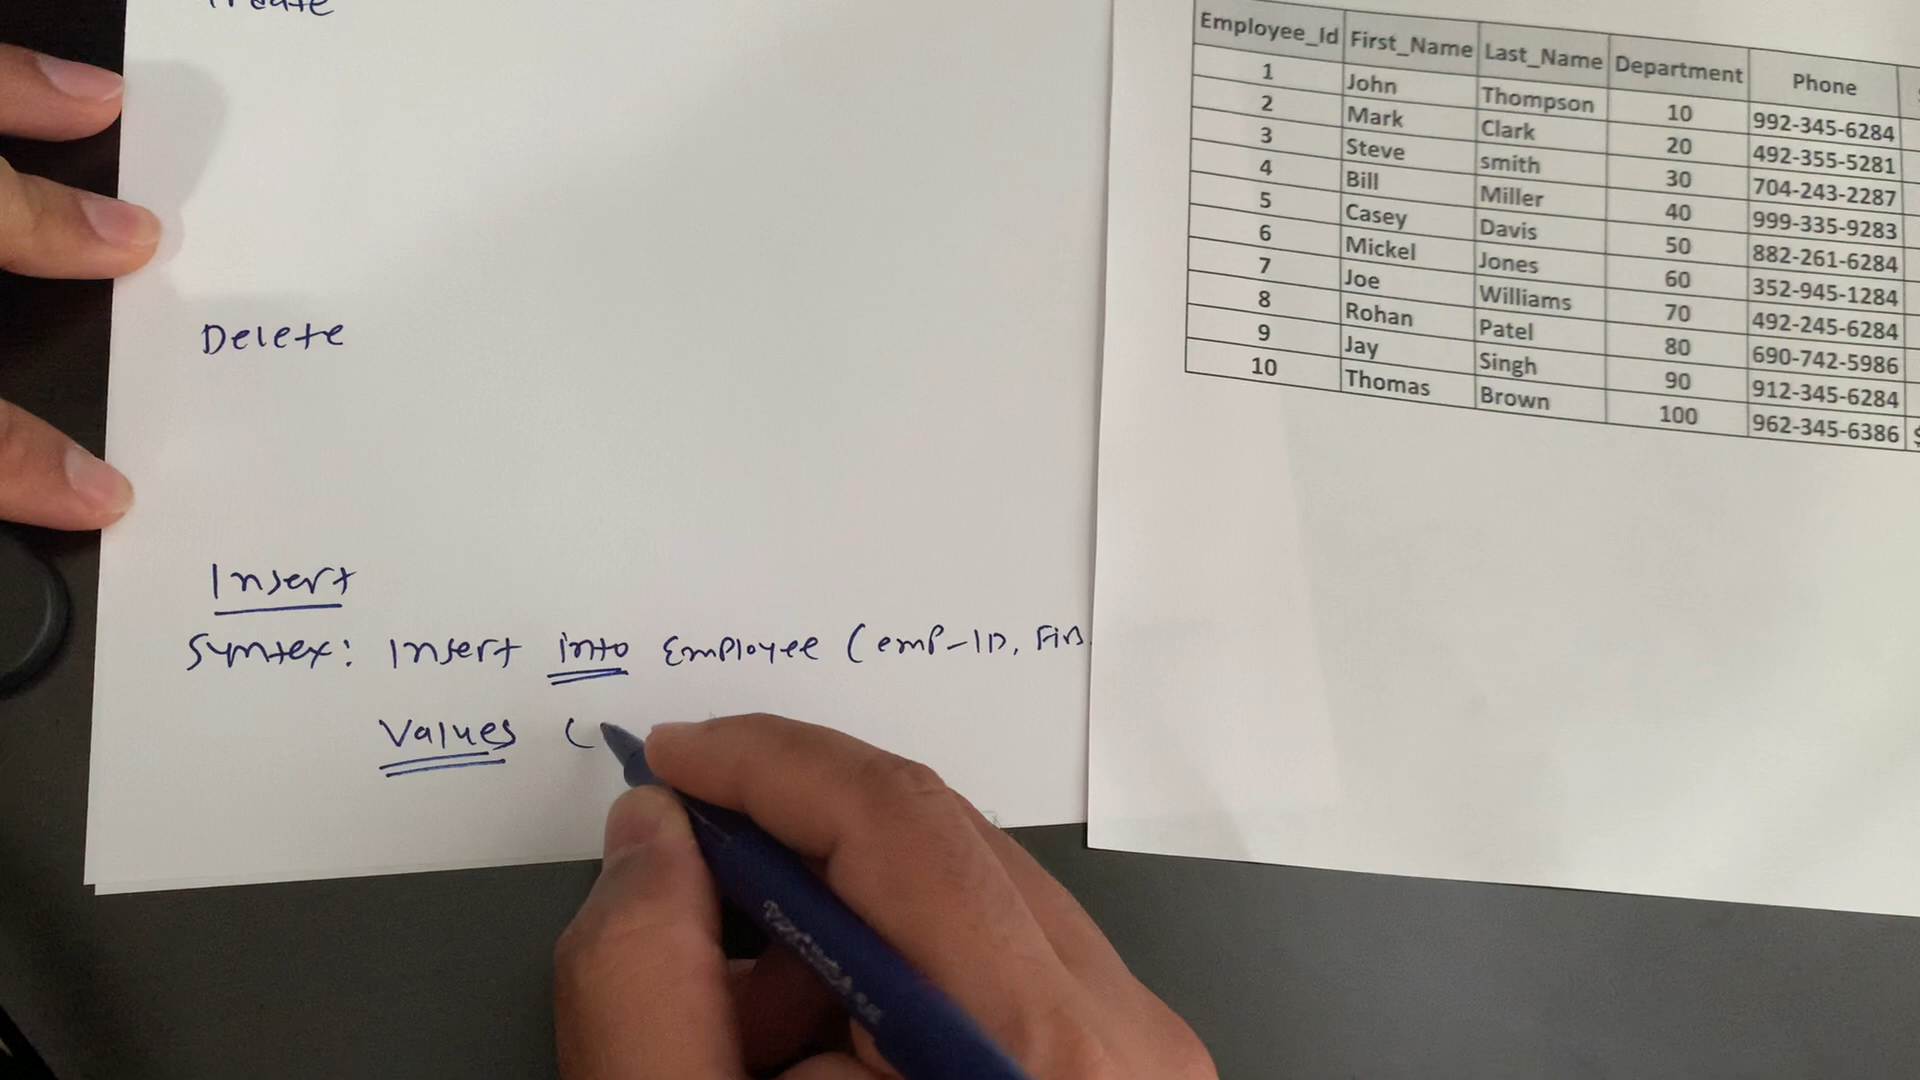 Delete
Insert
Syntex: Insert into Employee (emp-ID, Firs
Values (
Employee_Id First_Name Last_Name Department Phone
1 John Thompson 10 992-345-6284
2 Mark Clark 20 492-355-5281
3 Steve smith 30 704-243-2287
4 Bill Miller 40 999-335-9283
5 Casey Davis 50 882-261-6284
6 Mickel Jones 60 352-945-1284
7 Joe Williams 70 492-245-6284
8 Rohan Patel 80 690-742-5986
9 Jay Singh 90 912-345-6284
10 Thomas Brown 100 962-345-6386 $